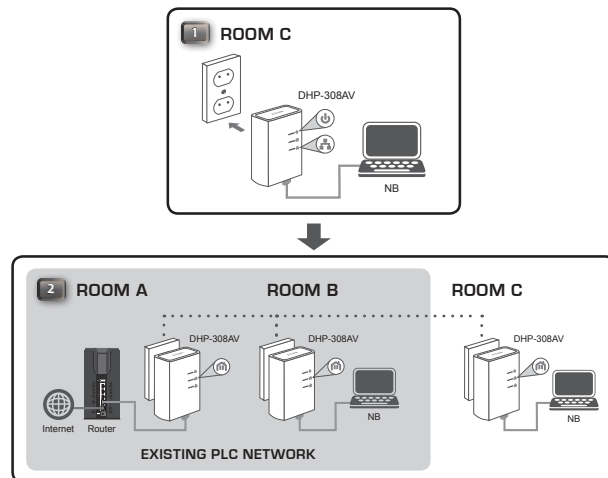 1 ROOM C
DHP-308AV
NB
2 ROOM A ROOM B ROOM C
DHP-308AV DHP-308AV DHP-308AV
Internet Router NB NB
EXISTING PLC NETWORK